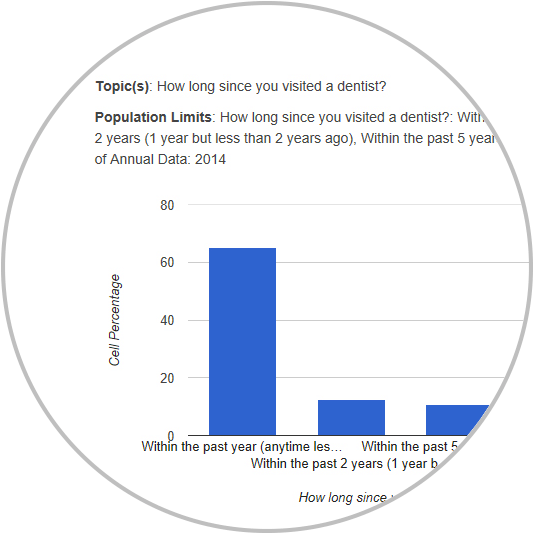 Topic(s): How long since you visited a dentist?
Population Limits: How long since you visited a dentist?:
2 years (1 year but less than 2 years ago), Within the past 5
of Annual Data: 2014
80
60
40
20
0
Cell Percentage
Within the past year (anytime les... Within the past 5
Within the past 2 years (1 year
How long since